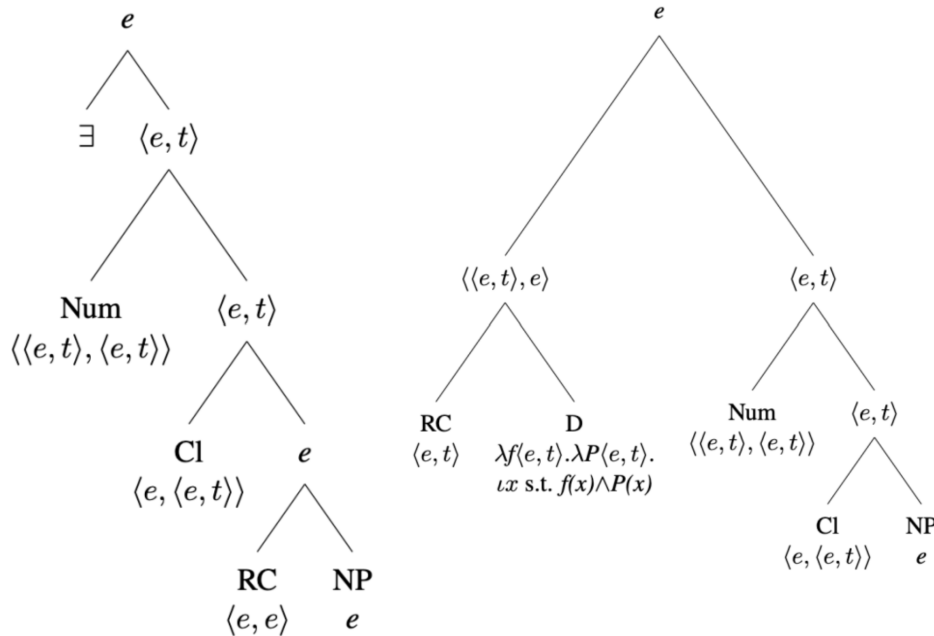 e
∃ ⟨e, t⟩
Num ⟨e, t⟩
⟨⟨e, t⟩, ⟨e, t⟩⟩
Cl e
⟨e, ⟨e, t⟩⟩
RC NP
⟨e, e⟩ e
e
⟨⟨e, t⟩, e⟩ ⟨e, t⟩
RC D Num ⟨e, t⟩
⟨e, t⟩ λf⟨e, t⟩.λP⟨e, t⟩. ⟨⟨e, t⟩, ⟨e, t⟩⟩
ιx s.t. f(x)∧P(x)
Cl NP
⟨e, ⟨e, t⟩⟩ e